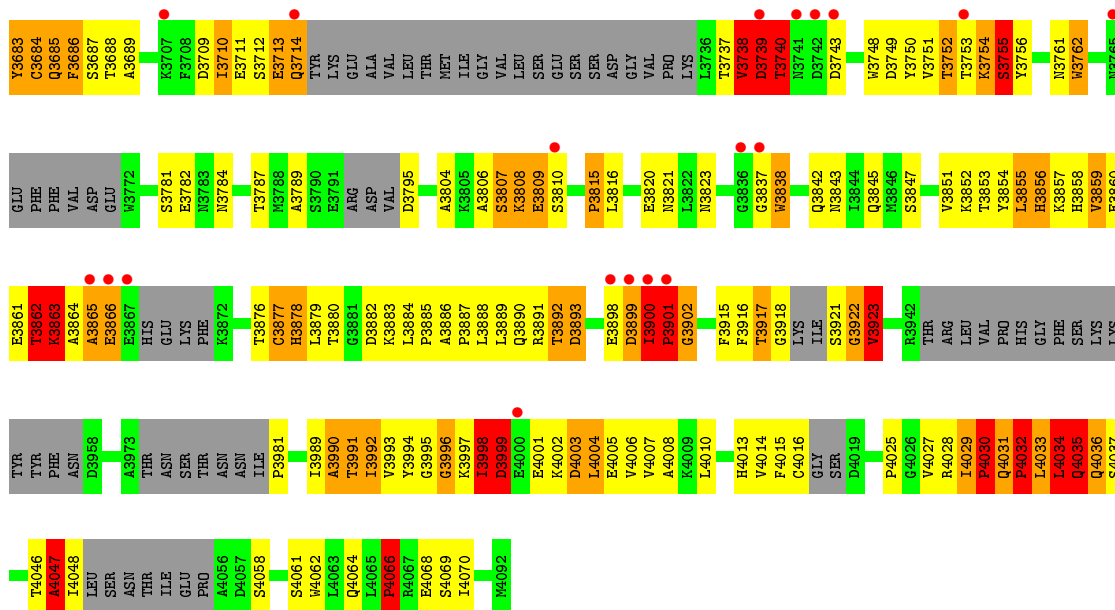 Y3683 C3684 Q3685 F3686 S3687 T3688 A3689 K3707 F3708 D3709 I3710 E3711 S3712 E3713 Q3714 TYR LYS GLU ALA VAL LEU THR MET ILE GLY VAL LEU SER GLU SER SER ASP GLY VAL PRO LYS L3736 T3737 V3738 D3739 T3740 N3741 D3742 D3743 W3748 D3749 Y3750 V3751 T3752 T3753 K3754 S3755 Y3756 N3761 W3762 N3765
GLU PHE PHE VAL ASP GLU W3772 S3781 E3782 N3783 N3784 T3787 M3788 A3789 S3790 E3791 ARG ASP VAL D3795 A3804 K3805 A3806 S3807 K3808 E3809 S3810 P3815 L3816 E3820 N3821 L3822 N3823 G3836 G3837 W3838 Q3842 N3843 I3844 Q3845 M3846 S3847 V3851 K3852 T3853 Y3854 L3855 H3856 K3857 H3858 V3859 E3860
E3861 T3862 K3863 A3864 A3865 E3866 E3867 HIS GLU LYS PHE K3872 T3876 C3877 H3878 L3879 T3880 G3881 D3882 K3883 L3884 P3885 A3886 P3887 L3888 L3889 Q3890 R3891 T3892 D3893 E3898 D3899 I3900 P3901 G3902 F3915 F3916 T3917 G3918 LYS ILE S3921 G3922 V3923 R3942 THR ARG LEU VAL PRO HIS GLY PHE SER LYS LYS
TYR TYR PHE ASN D3958 A3973 THR ASN SER THR ASN ASN ILE P3981 I3989 A3990 T3991 I3992 V3993 Y3994 G3995 G3996 K3997 I3998 D3999 E4000 E4001 K4002 D4003 L4004 E4005 V4006 V4007 A4008 K4009 L4010 H4013 V4014 F4015 C4016 GLY SER D4019 P4025 G4026 V4027 R4028 I4029 P4030 Q4031 P4032 L4033 L4034 Q4035 Q4036 S4037
T4046 A4047 I4048 LEU SER ASN THR ILE GLU PRO A4056 D4057 S4058 S4061 W4062 L4063 Q4064 L4065 P4066 R4067 E4068 S4069 I4070 M4092